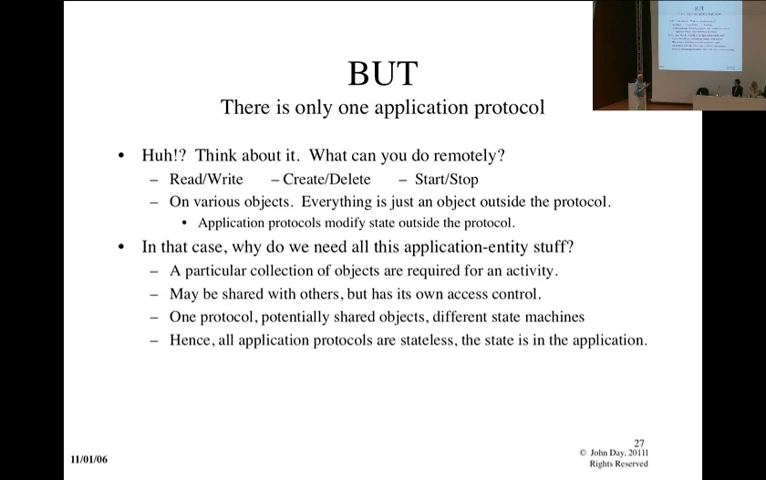 BUT
There is only one application protocol
• Huh!? Think about it. What can you do remotely?
– Read/Write – Create/Delete – Start/Stop
– On various objects. Everything is just an object outside the protocol.
• Application protocols modify state outside the protocol.
• In that case, why do we need all this application-entity stuff?
– A particular collection of objects are required for an activity.
– May be shared with others, but has its own access control.
– One protocol, potentially shared objects, different state machines
– Hence, all application protocols are stateless, the state is in the application.
11/01/06
27
© John Day, 20111
Rights Reserved